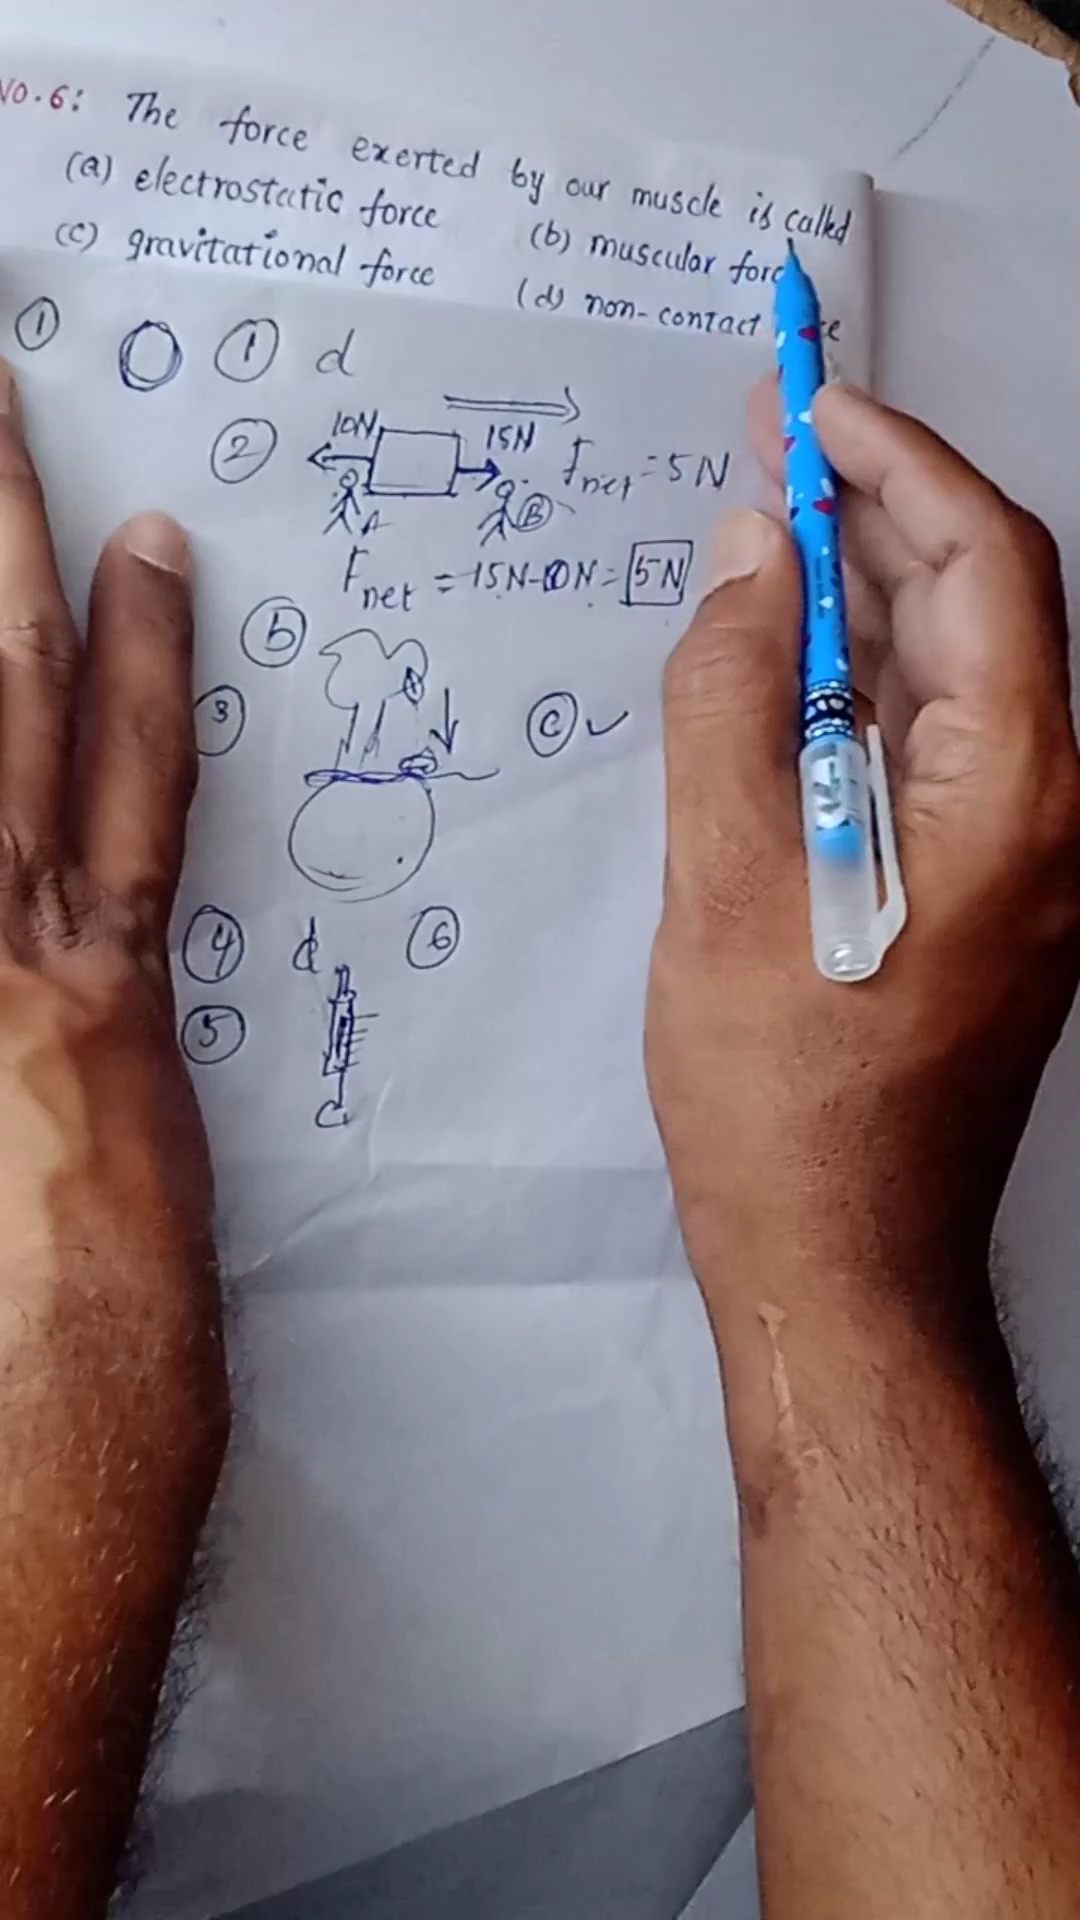 NO.6: The force exerted by our muscle is called
(a) electrostatic force (b) muscular forc
(c) gravitational force (d) non-contact ce
① ① d
② 10N 15N Fnet = 5N
A B
Fnet = 15N-10N = 5N
ⓑ
③ ⓒ ✓
④ d ⑥
⑤